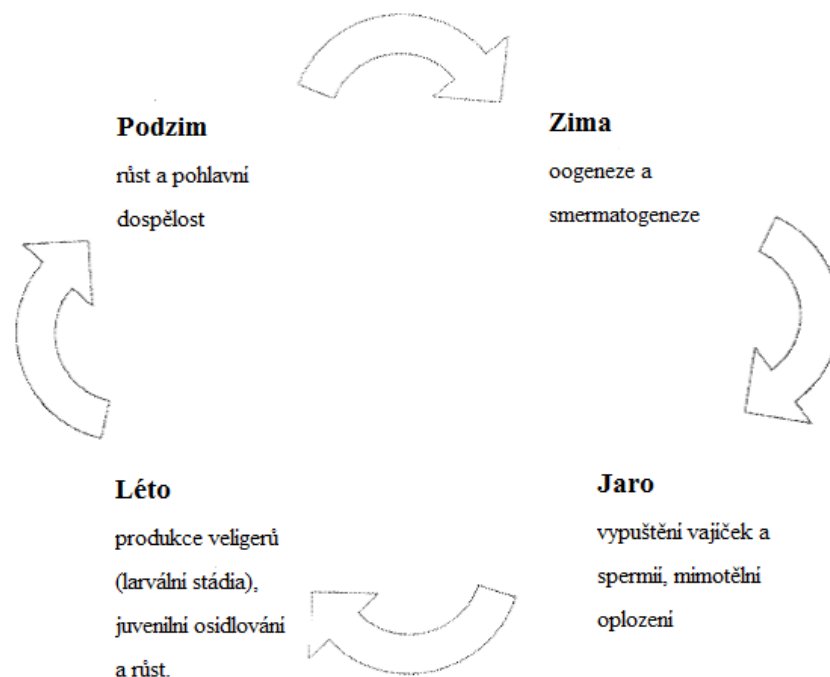 Podzim
růst a pohlavní
dospělost
Zima
oogeneze a
smermatogeneze
Jaro
vypuštění vajíček a
spermií, mimotělní
oplození
Léto
produkce veligerů
(larvální stádia),
juvenilní osidlování
a růst.